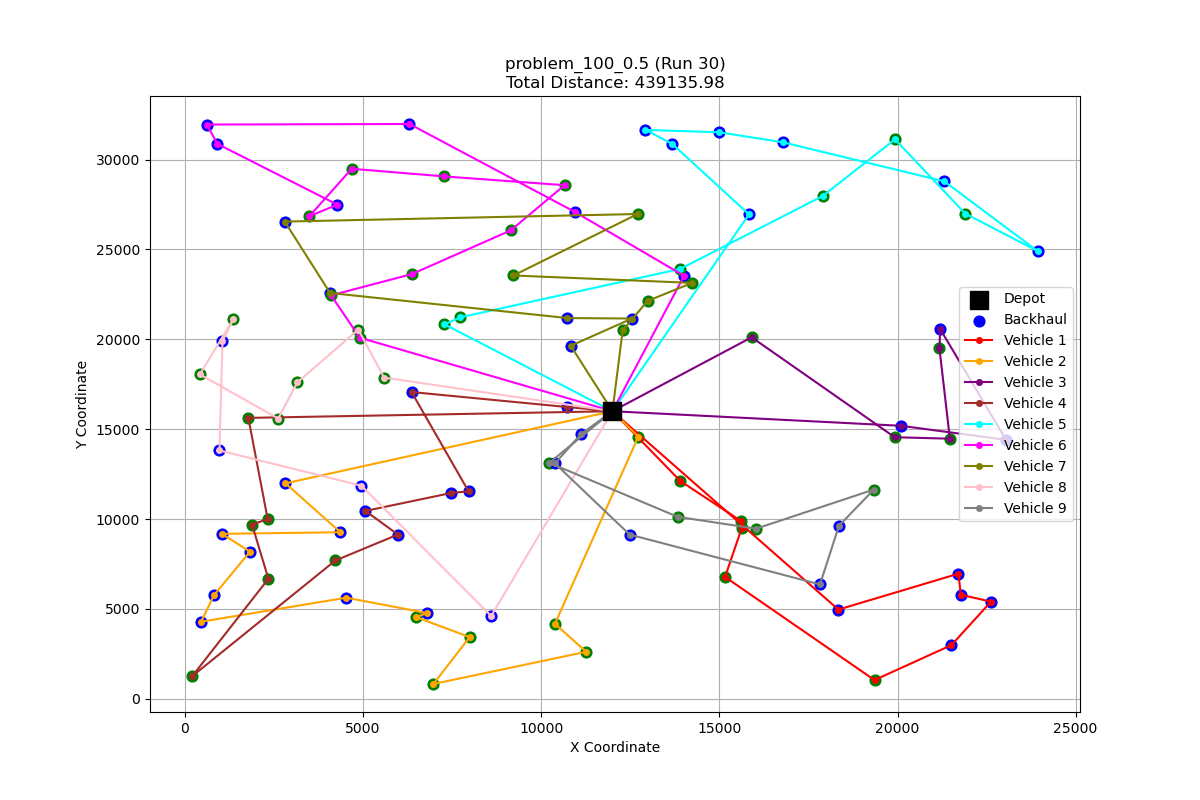 problem_100_0.5 (Run 30)
Total Distance: 439135.98
Y Coordinate
30000
25000
20000
15000
10000
5000
0
Depot
Backhaul
Vehicle 1
Vehicle 2
Vehicle 3
Vehicle 4
Vehicle 5
Vehicle 6
Vehicle 7
Vehicle 8
Vehicle 9
0 5000 10000 15000 20000 25000
X Coordinate